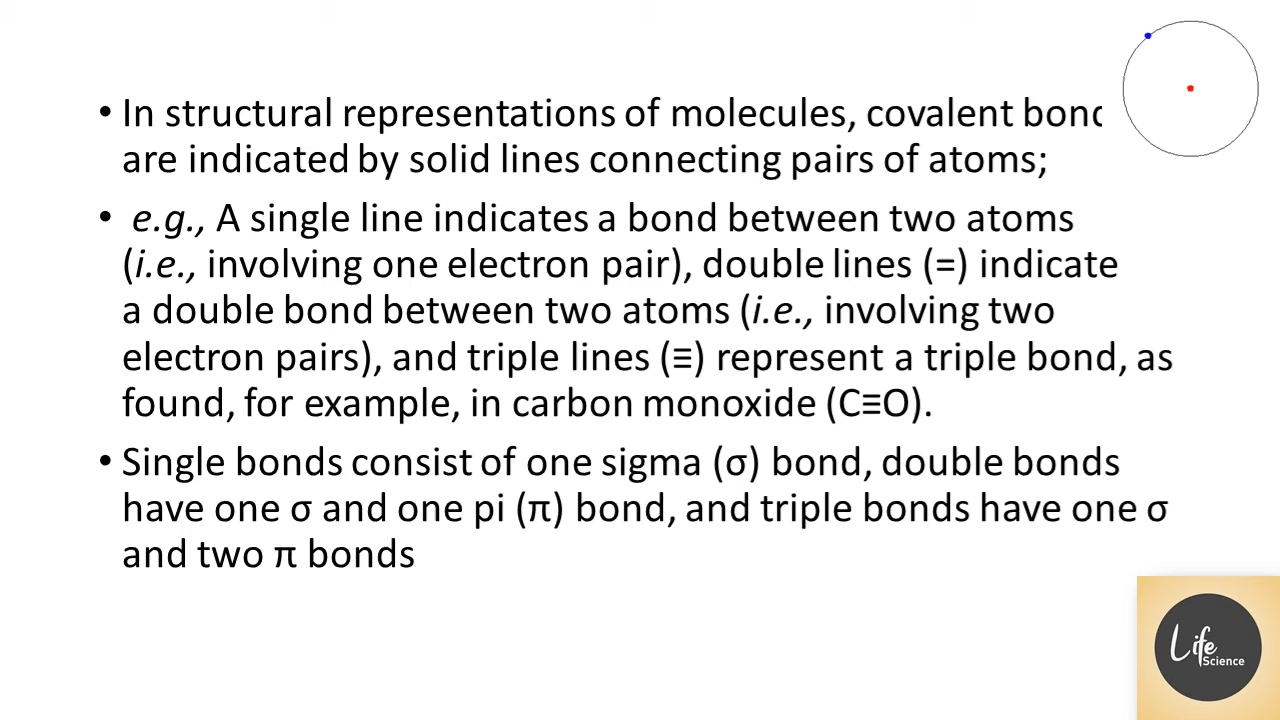 • In structural representations of molecules, covalent
are indicated by solid lines connecting pairs of atoms;
• e.g., A single line indicates a bond between two atoms
(i.e., involving one electron pair), double lines (=) indicate
a double bond between two atoms (i.e., involving two
electron pairs), and triple lines (≡) represent a triple bond, as
found, for example, in carbon monoxide (C≡O).
• Single bonds consist of one sigma (σ) bond, double bonds
have one σ and one pi (π) bond, and triple bonds have one σ
and two π bonds
Life
Science